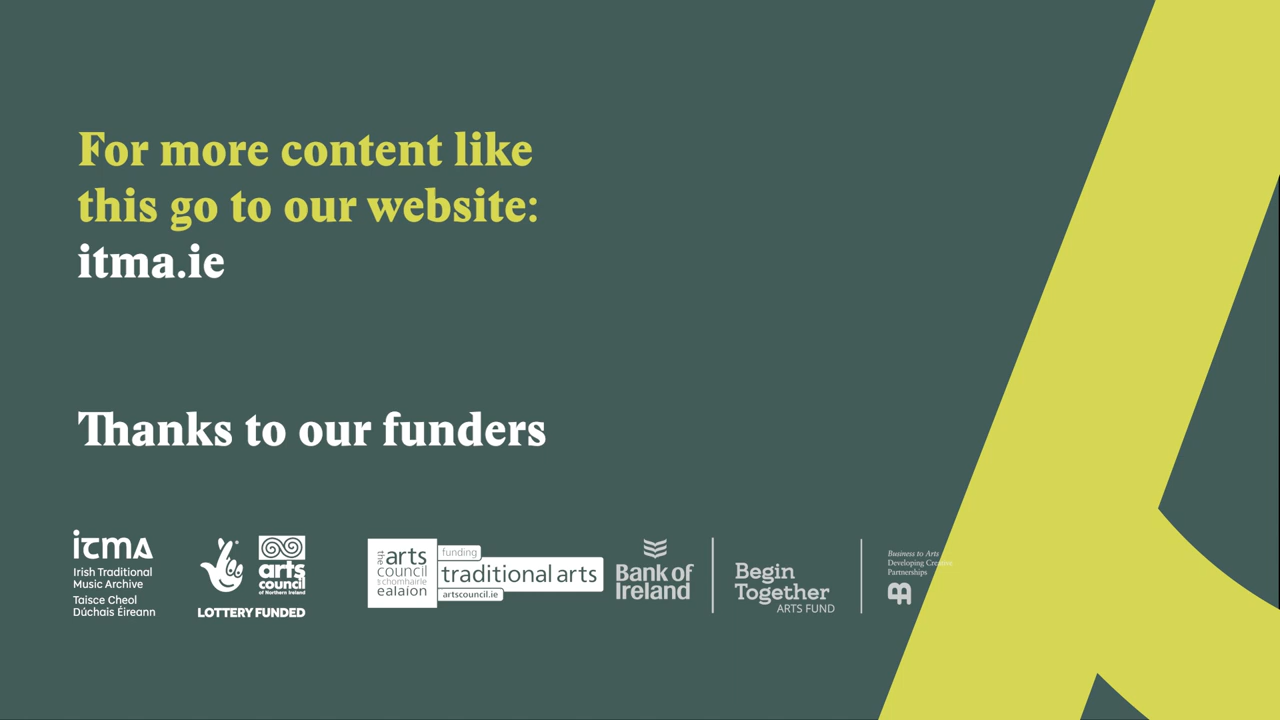 For more content like
this go to our website:
itma.ie
Thanks to our funders
itma
Irish Traditional
Music Archive
Taisce Cheol
Dúchais Éireann
arts
council
of Northern Ireland
LOTTERY FUNDED
the arts
council
chomhairle
ealaíon
funding
traditional arts
artscouncil.ie
Bank of
Ireland
Begin
Together
ARTS FUND
Business to Arts
Developing Creative
Partnerships